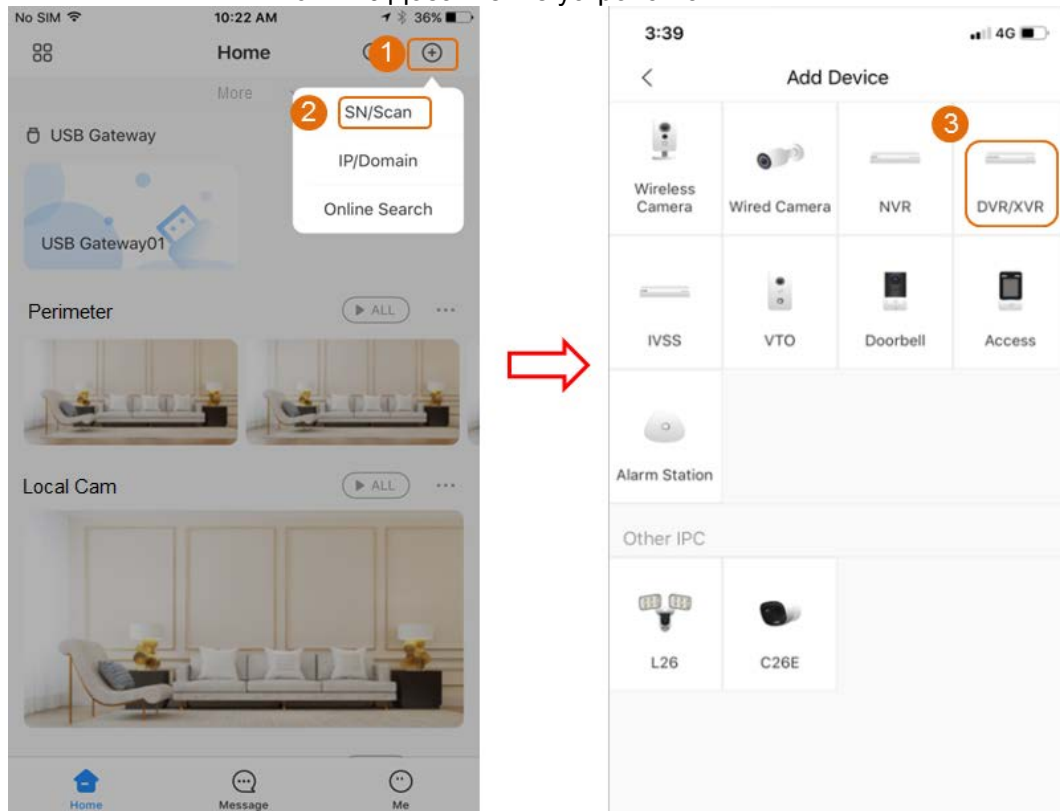 No SIM 10:22 AM 36%
Home
1
More
2 SN/Scan
IP/Domain
Online Search
USB Gateway
USB Gateway01
Perimeter
ALL
Local Cam
ALL
Home Message Me
3:39 4G
Add Device
3
Wireless Camera
Wired Camera
NVR
DVR/XVR
IVSS
VTO
Doorbell
Access
Alarm Station
Other IPC
L26
C26E